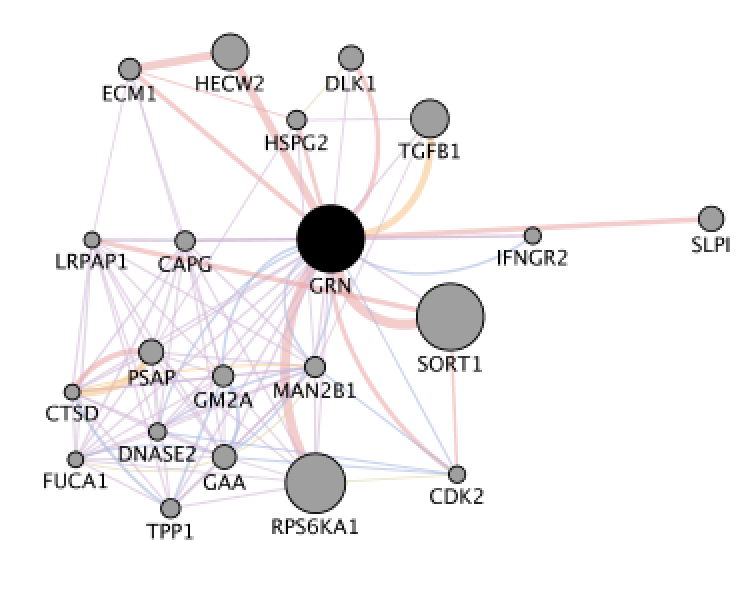 HECW2
DLK1
ECM1
HSPG2
TGFB1
SLPI
IFNGR2
LRPAP1
CAPG
GRN
SORT1
PSAP
MAN2B1
GM2A
CTSD
DNASE2
FUCA1
GAA
CDK2
RPS6KA1
TPP1